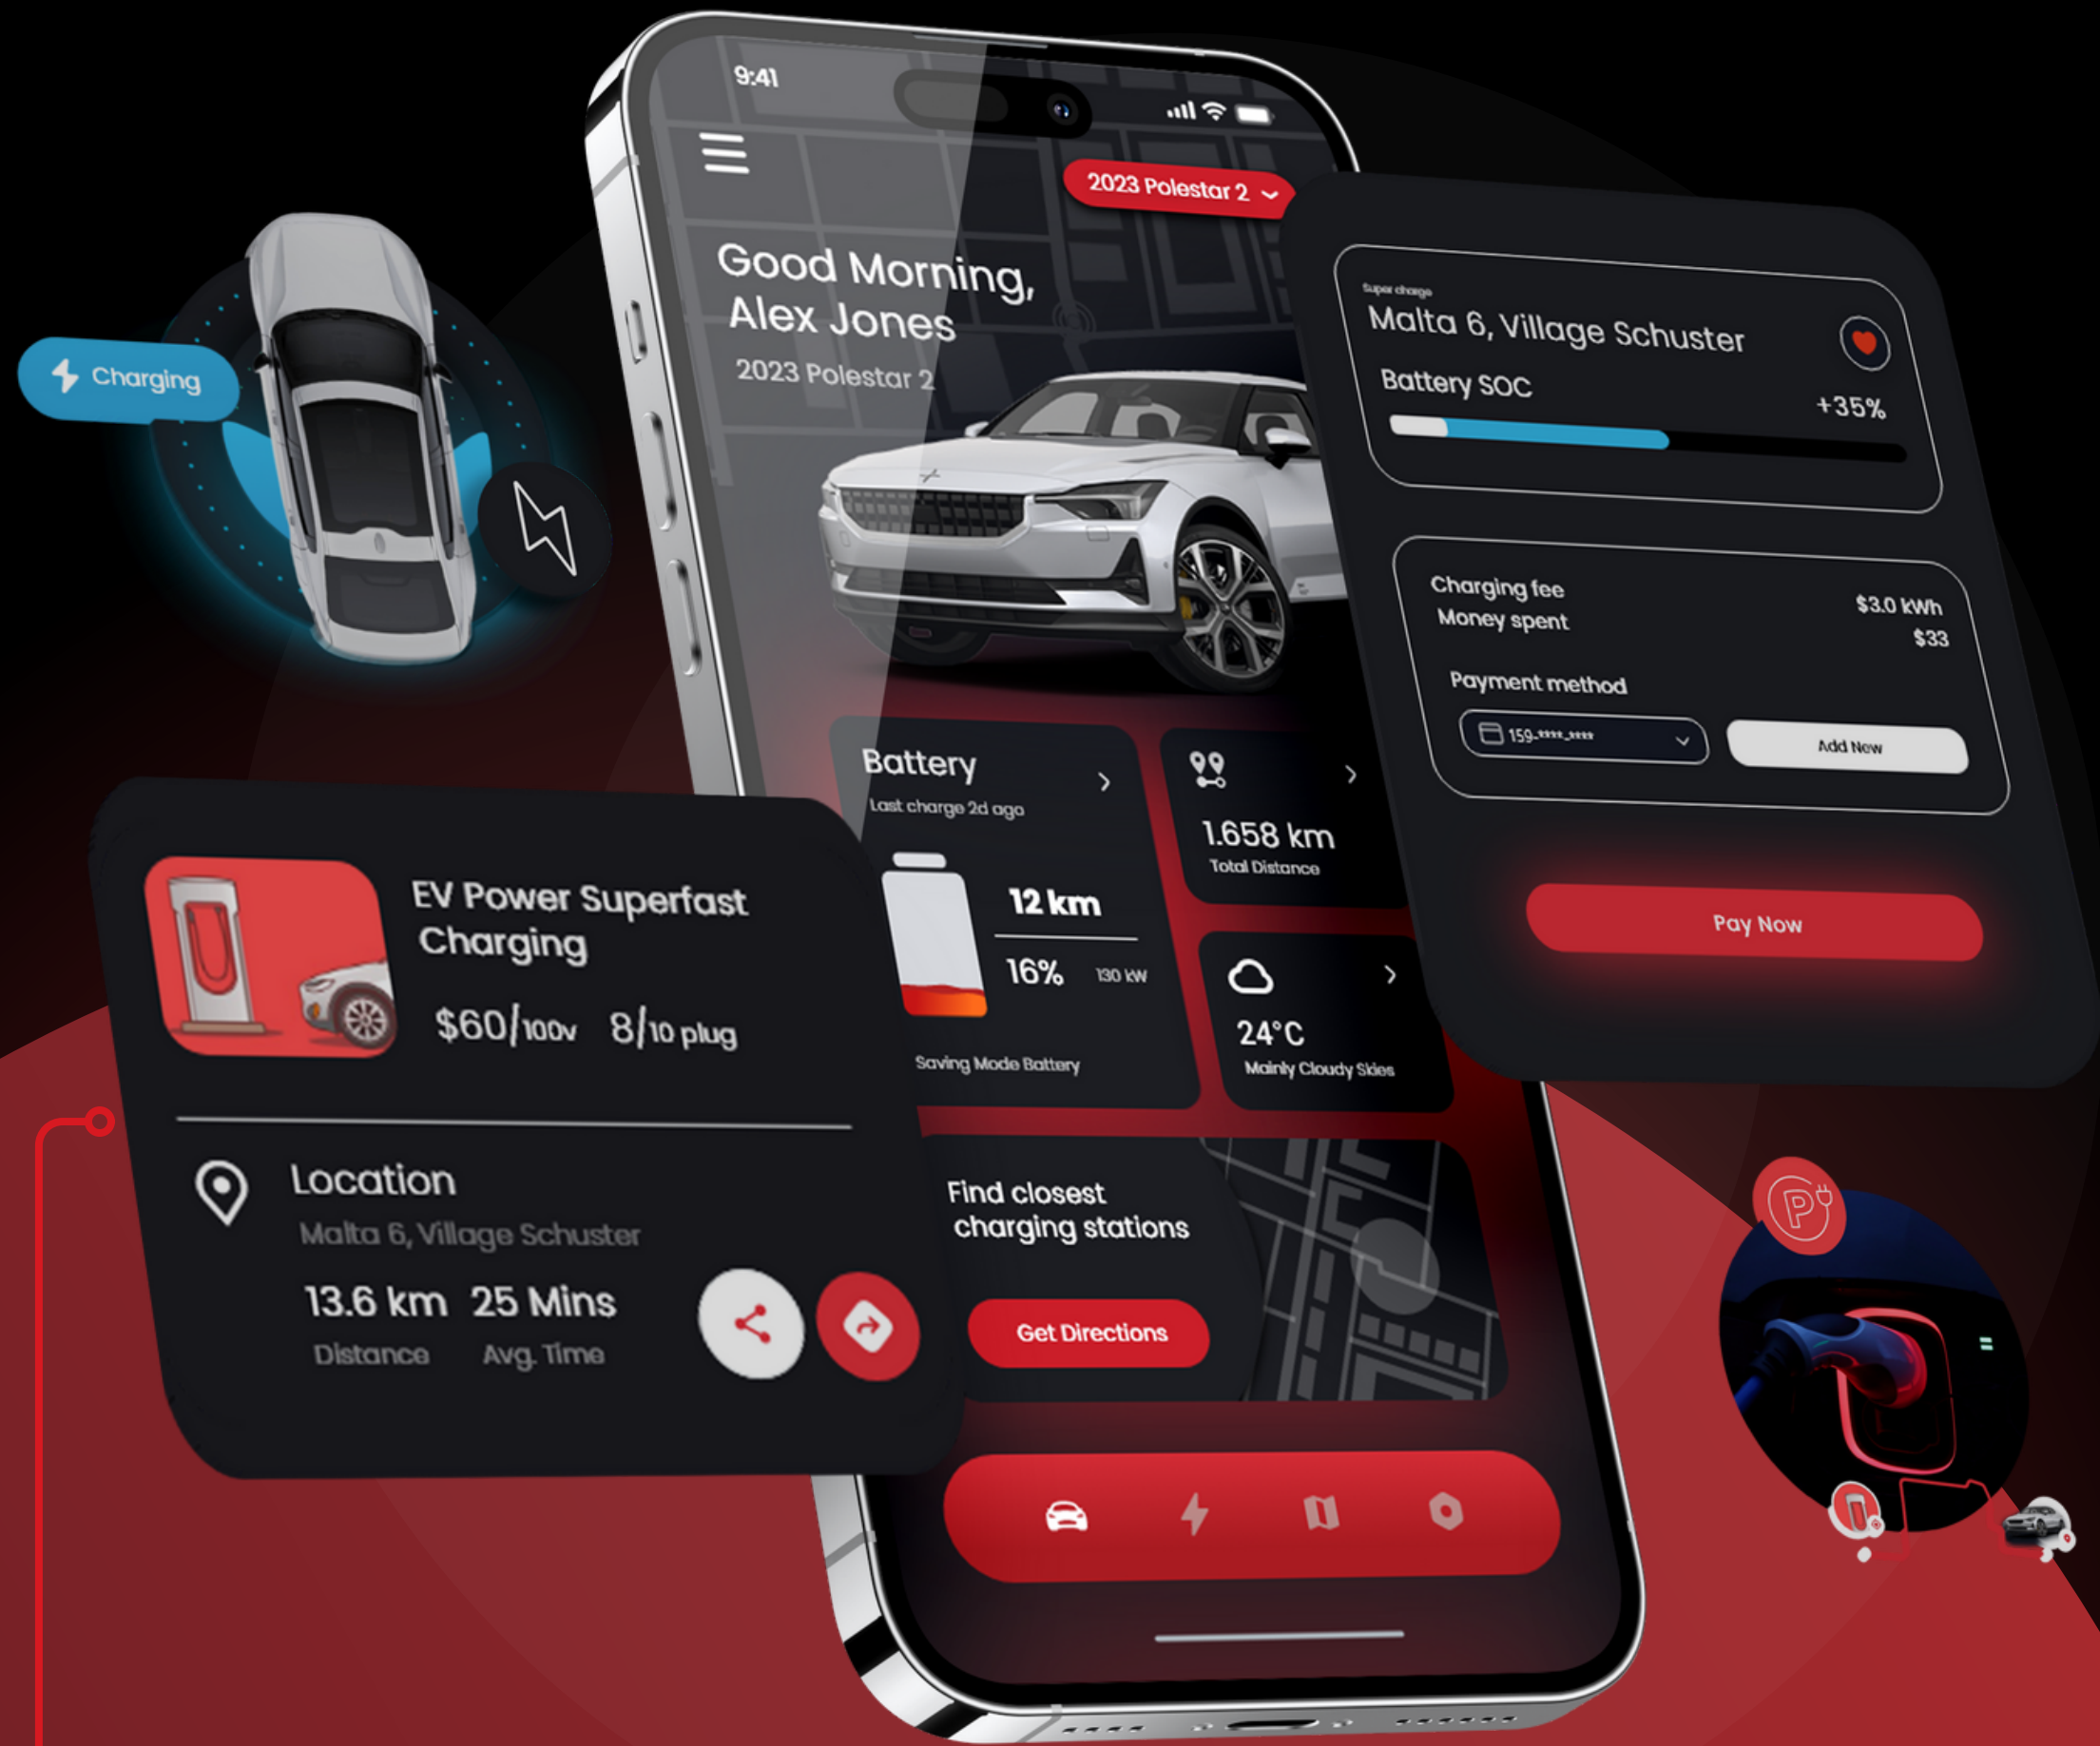 9:41
2023 Polestar 2
Good Morning,
Alex Jones
2023 Polestar 2
Charging
Super charge
Malta 6, Village Schuster
Battery SOC
+35%
Charging fee
$3.0 kWh
Money spent
$33
Payment method
159-****-****
Add New
Pay Now
Battery
Last charge 2d ago
12 km
16% 130 kW
Saving Mode Battery
1.658 km
Total Distance
24°C
Mainly Cloudy Skies
EV Power Superfast
Charging
$60/100v 8/10 plug
Location
Malta 6, Village Schuster
13.6 km 25 Mins
Distance Avg. Time
Find closest
charging stations
Get Directions
P